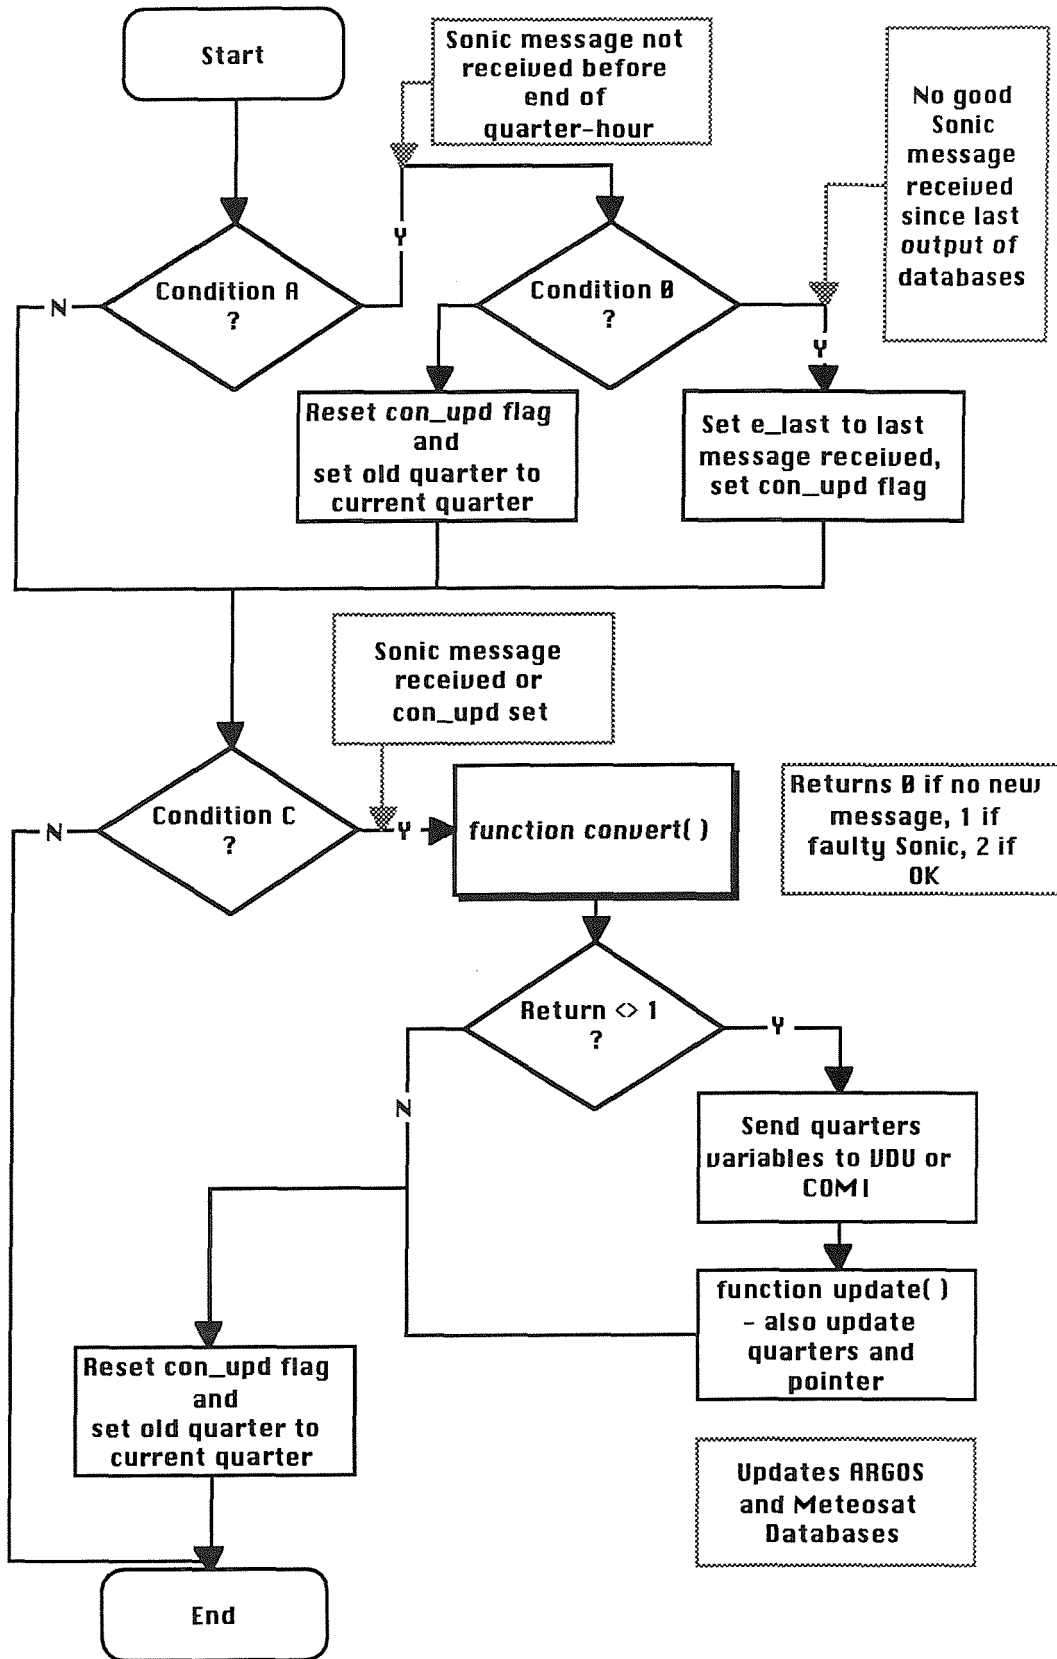 Start
Sonic message not
received before
end of
quarter-hour
No good
Sonic
message
received
since last
output of
databases
Y
N
Condition A
?
Condition B
?
Y
Reset con_upd flag
and
set old quarter to
current quarter
Set e_last to last
message received,
set con_upd flag
Sonic message
received or
con_upd set
N
Condition C
?
Y
function convert( )
Returns 0 if no new
message, 1 if
faulty Sonic, 2 if
OK
Return <> 1
?
Y
N
Send quarters
variables to VDU or
COM1
function update( )
- also update
quarters and
pointer
Reset con_upd flag
and
set old quarter to
current quarter
Updates ARGOS
and Meteosat
Databases
End